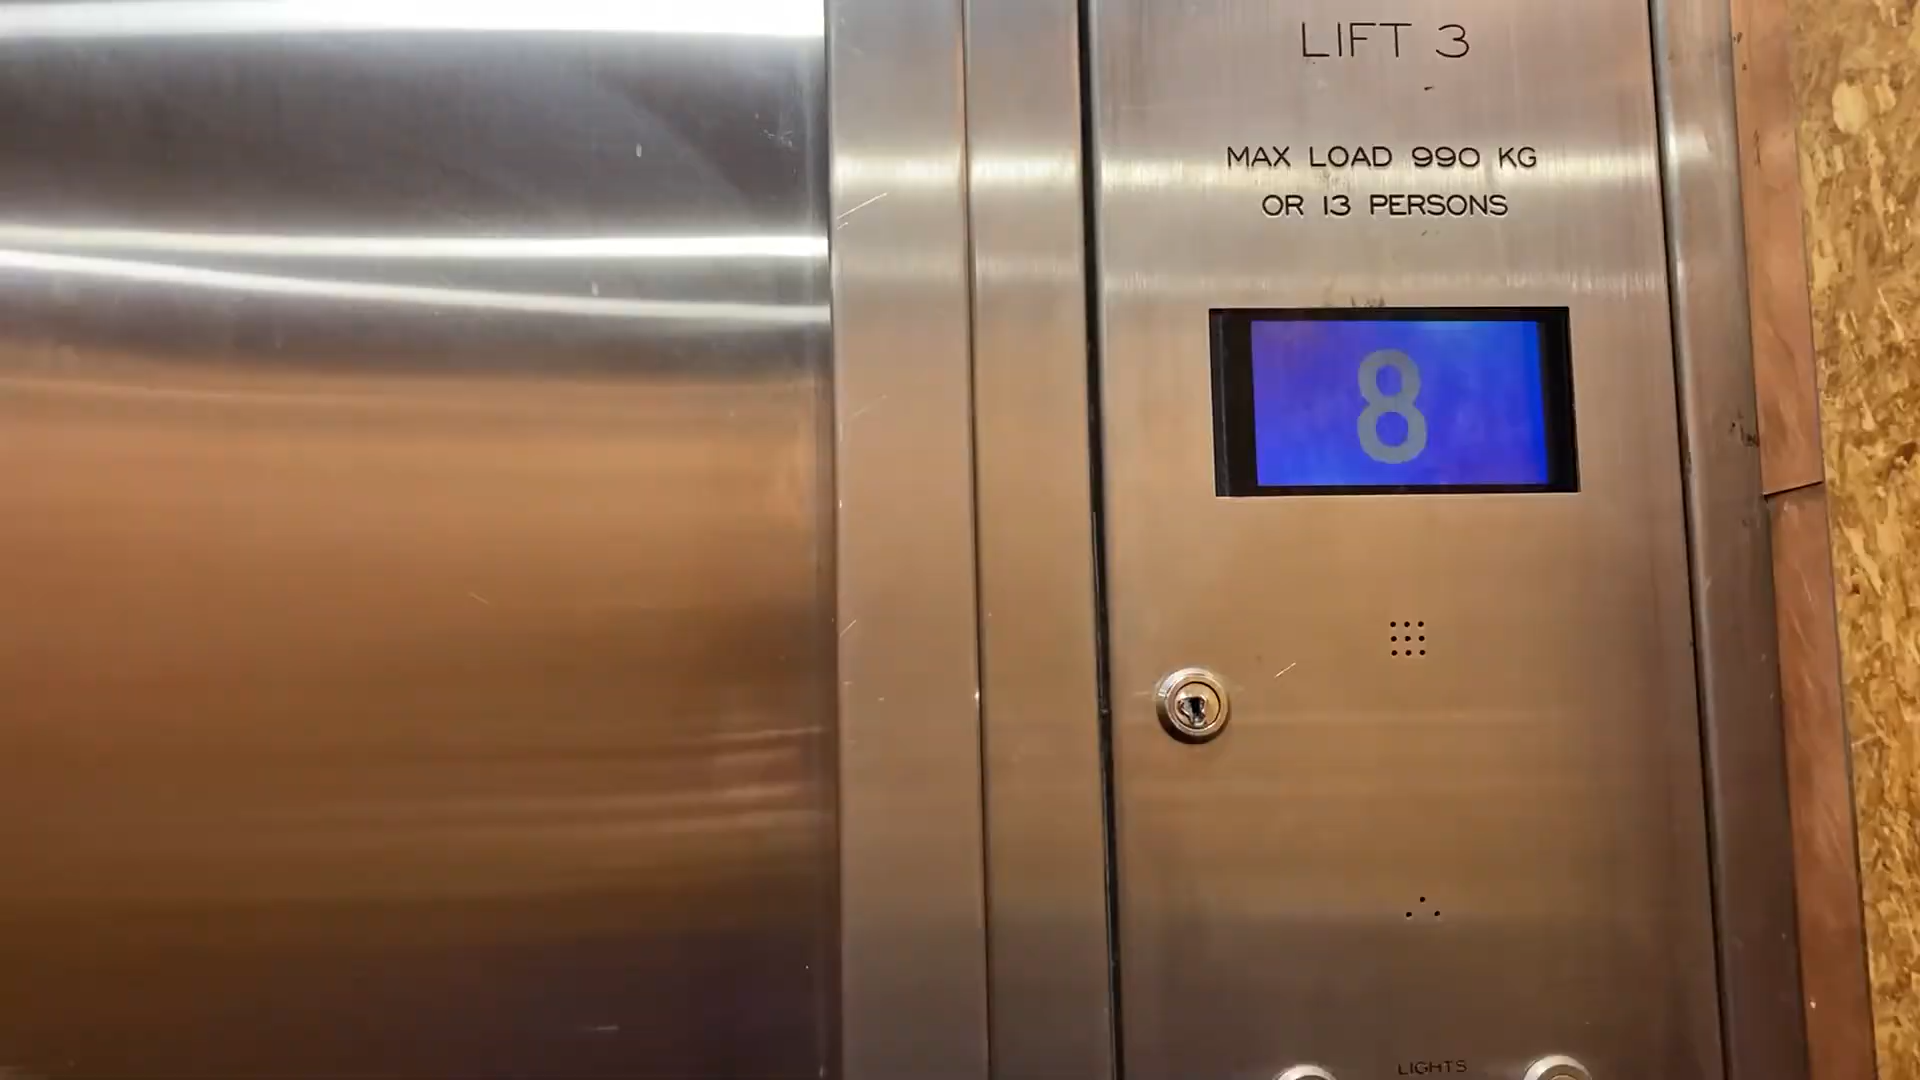 LIFT 3
MAX LOAD 990 KG
OR 13 PERSONS
8
LIGHTS